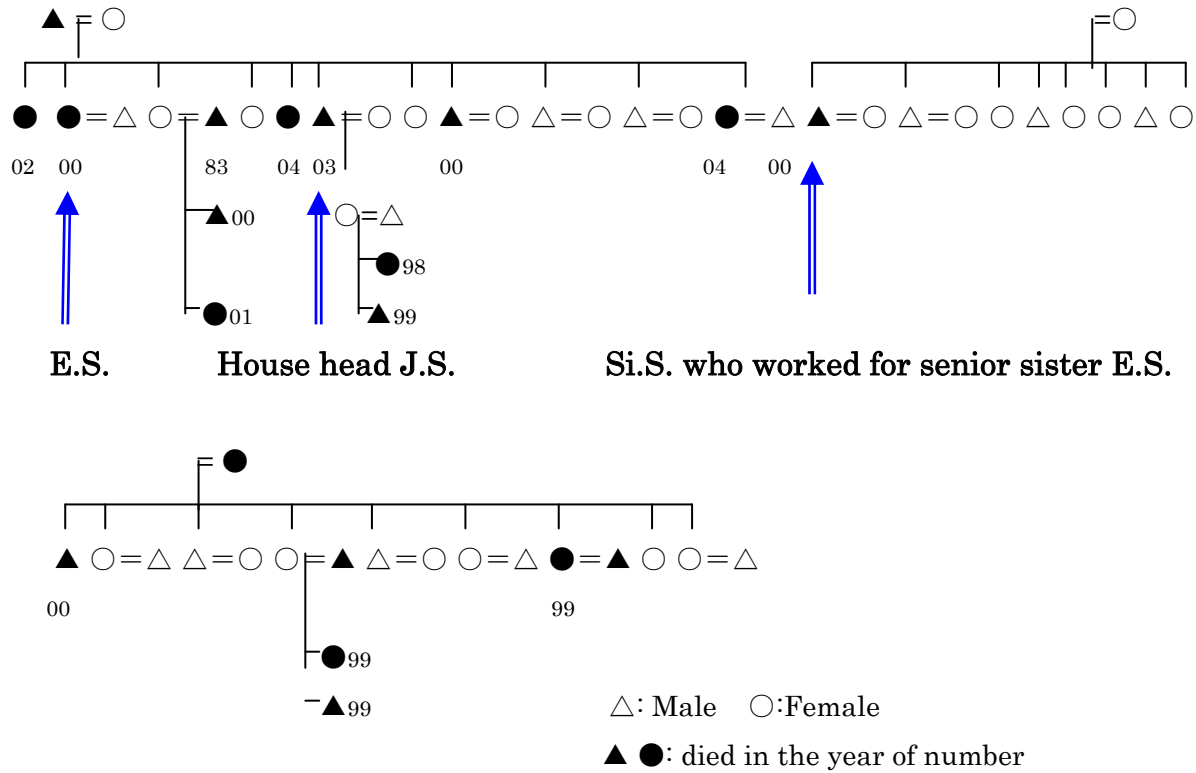 02 00 83 04 03 00 04 00
00
98
01 99
E.S. House head J.S. Si.S. who worked for senior sister E.S.
00 99
99
99
△: Male ○:Female
▲ ●: died in the year of number